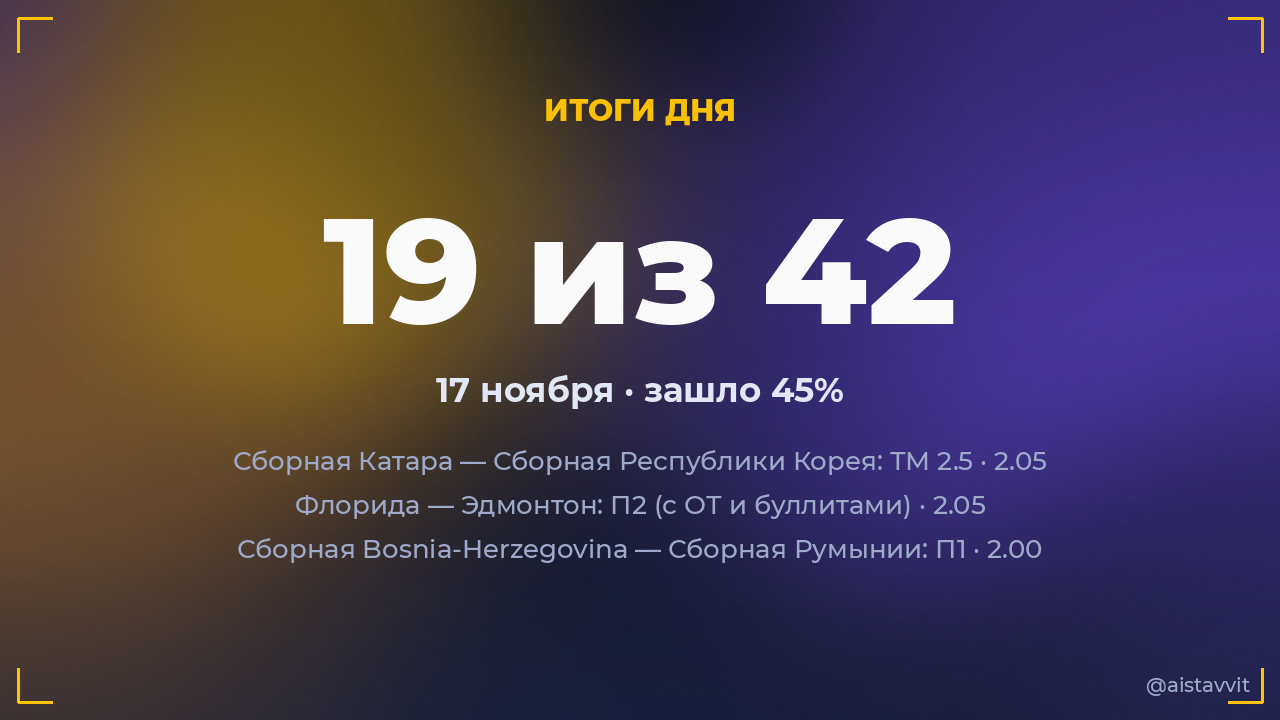 ИТОГИ ДНЯ
19 из 42
17 ноября · зашло 45%
Сборная Катара — Сборная Республики Корея: ТМ 2.5 · 2.05
Флорида — Эдмонтон: П2 (с ОТ и буллитами) · 2.05
Сборная Bosnia-Herzegovina — Сборная Румынии: П1 · 2.00
@aistavvit